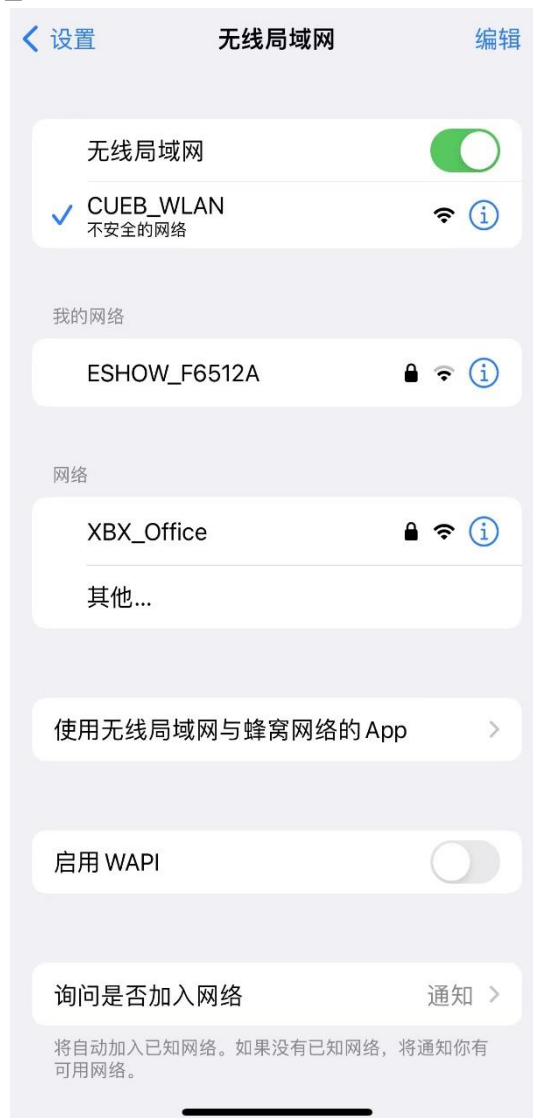 设置
无线局域网
编辑
无线局域网
CUEB_WLAN
不安全的网络
我的网络
ESHOW_F6512A
网络
XBX_Office
其他...
使用无线局域网与蜂窝网络的 App
启用 WAPI
询问是否加入网络
通知
将自动加入已知网络。如果没有已知网络，将通知你有
可用网络。